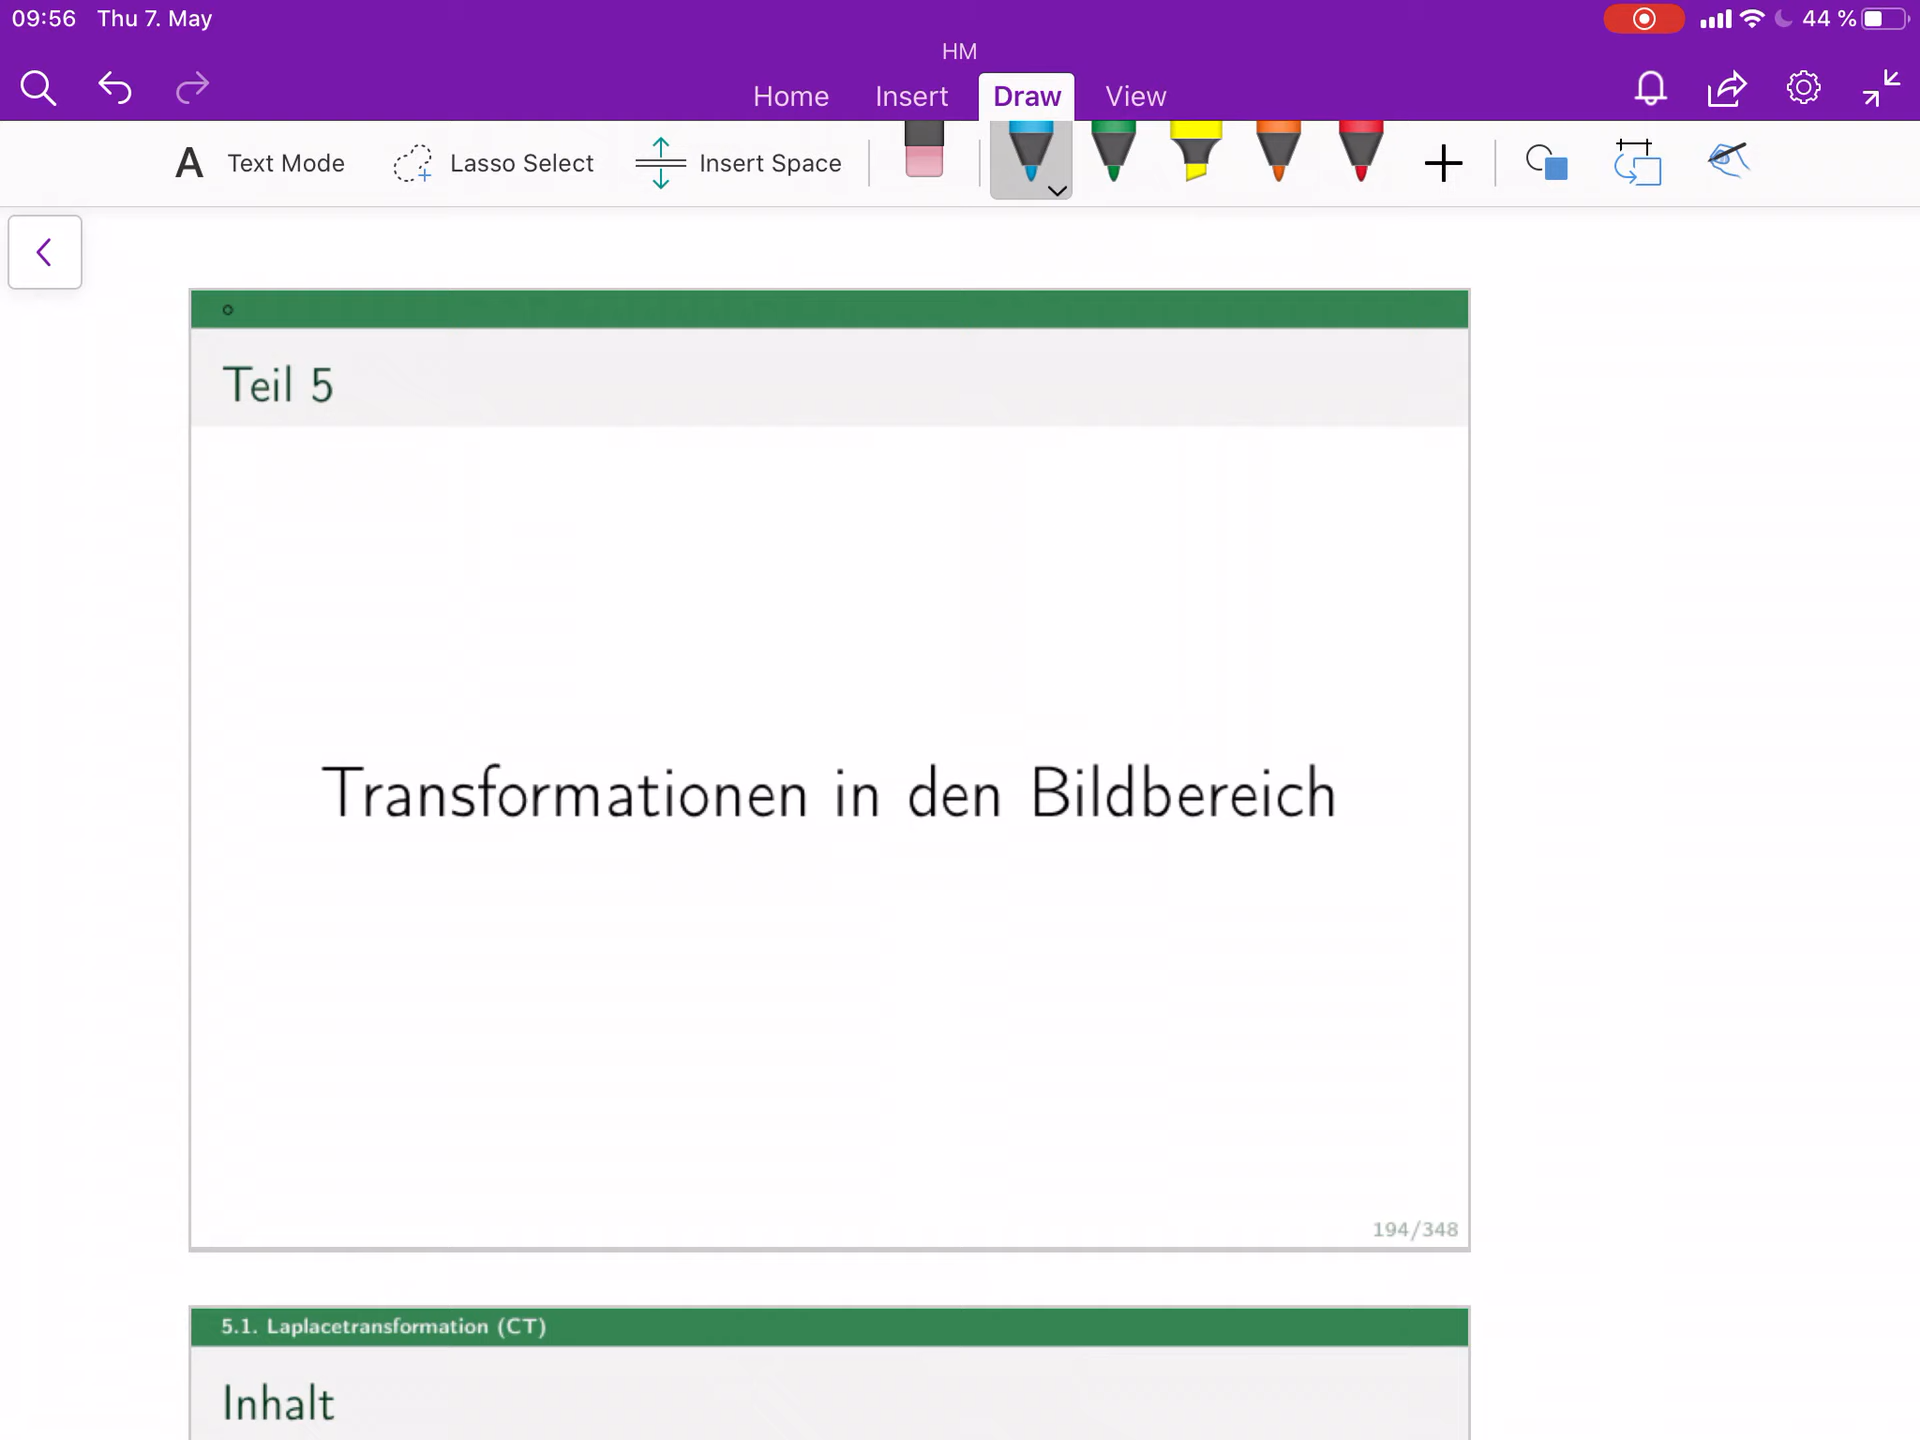 09:56 Thu 7. May 44 %
HM
Home Insert Draw View
A Text Mode Lasso Select Insert Space
Teil 5
Transformationen in den Bildbereich
194/348
5.1. Laplacetransformation (CT)
Inhalt